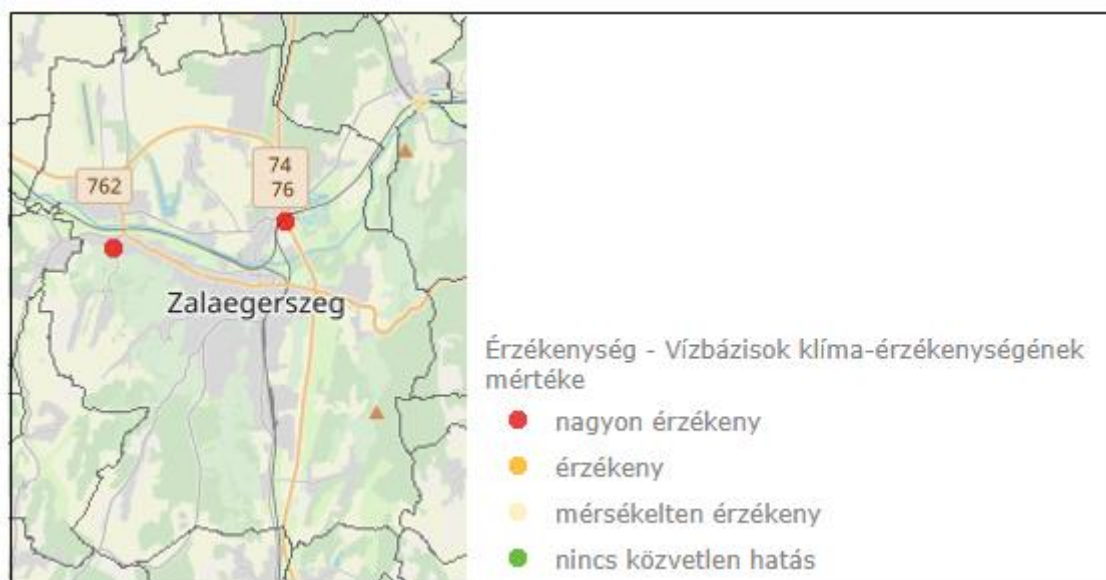 74
76
762
Zalaegerszeg
Érzékenység - Vízbázisok klíma-érzékenységének
mértéke
nagyon érzékeny
érzékeny
mérsékelten érzékeny
nincs közvetlen hatás